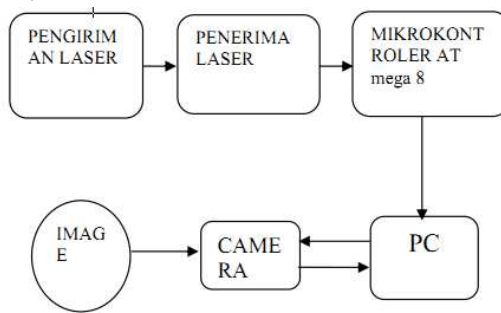 PENGIRIM
AN LASER
PENERIMA
LASER
MIKROKONT
ROLER AT
mega 8
IMAG
E
CAME
RA
PC